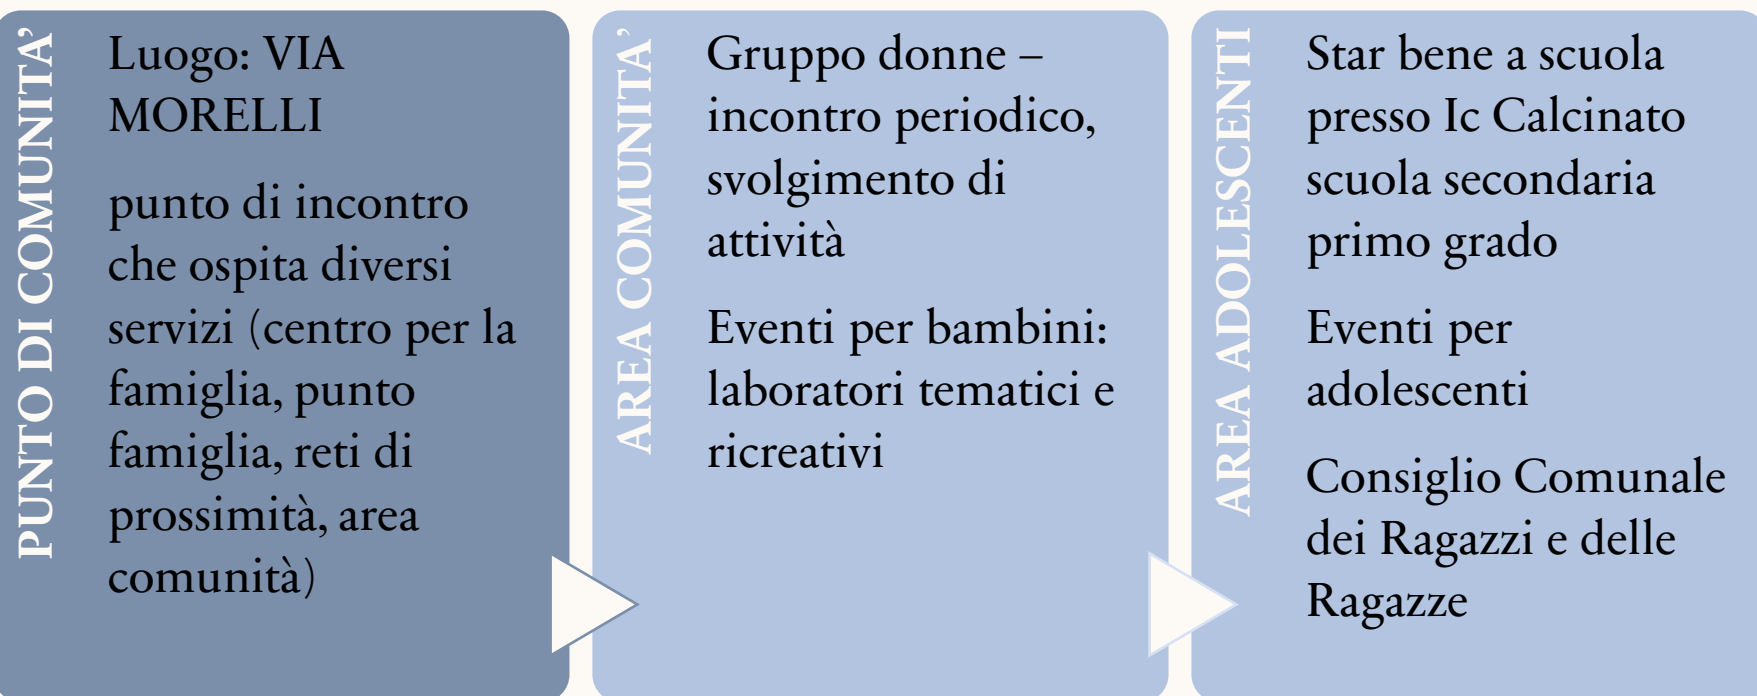 PUNTO DI COMUNITA’
Luogo: VIA
MORELLI
punto di incontro
che ospita diversi
servizi (centro per la
famiglia, punto
famiglia, reti di
prossimità, area
comunità)
AREA COMUNITA’
Gruppo donne –
incontro periodico,
svolgimento di
attività
Eventi per bambini:
laboratori tematici e
ricreativi
AREA ADOLESCENTI
Star bene a scuola
presso Ic Calcinato
scuola secondaria
primo grado
Eventi per
adolescenti
Consiglio Comunale
dei Ragazzi e delle
Ragazze